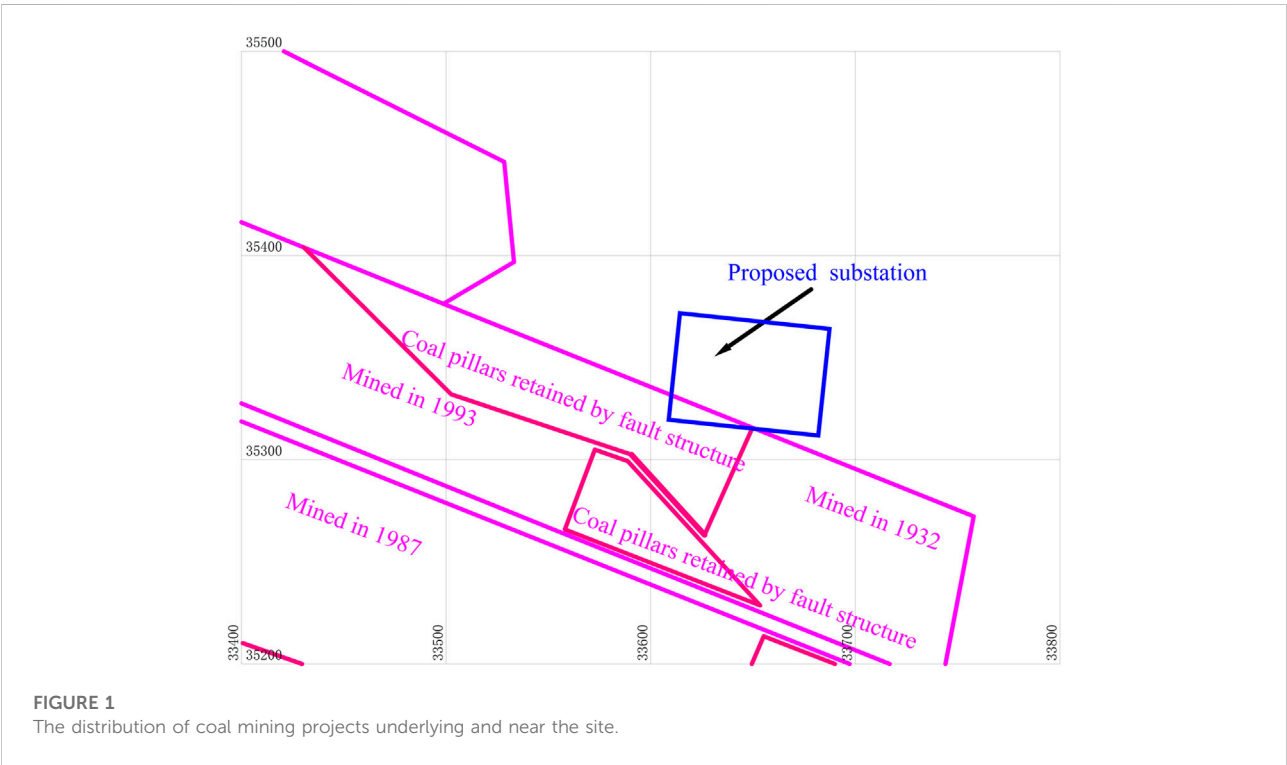 35500
35400
Proposed substation
Coal pillars retained by fault structure
Mined in 1993
35300
Mined in 1932
Mined in 1987
Coal pillars retained by fault structure
33400
35200
33500
33600
33700
33800
FIGURE 1
The distribution of coal mining projects underlying and near the site.